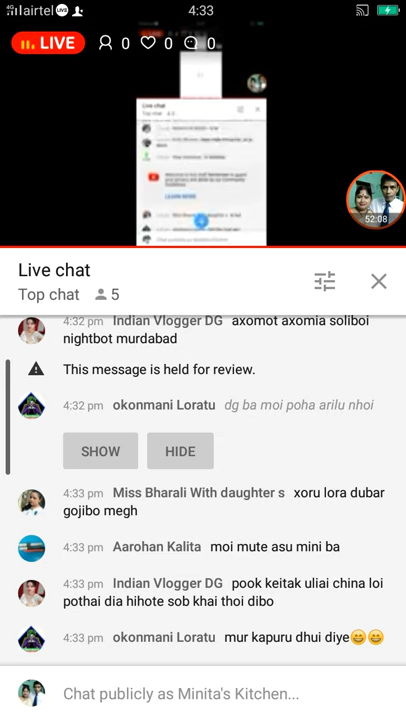 airtel LIVE
4:33
LIVE 0 0 0
Live chat
Top chat
LEARN MORE
52:08
Live chat
Top chat 5
4:32 pm Indian Vlogger DG axomot axomia soliboi
nightbot murdabad
This message is held for review.
4:32 pm okonmani Loratu dg ba moi poha arilu nhoi
SHOW HIDE
4:33 pm Miss Bharali With daughter s xoru lora dubar
gojibo megh
4:33 pm Aarohan Kalita moi mute asu mini ba
4:33 pm Indian Vlogger DG pook keitak uliai china loi
pothai dia hihote sob khai thoi dibo
4:33 pm okonmani Loratu mur kapuru dhui diye😄😄
Chat publicly as Minita's Kitchen...